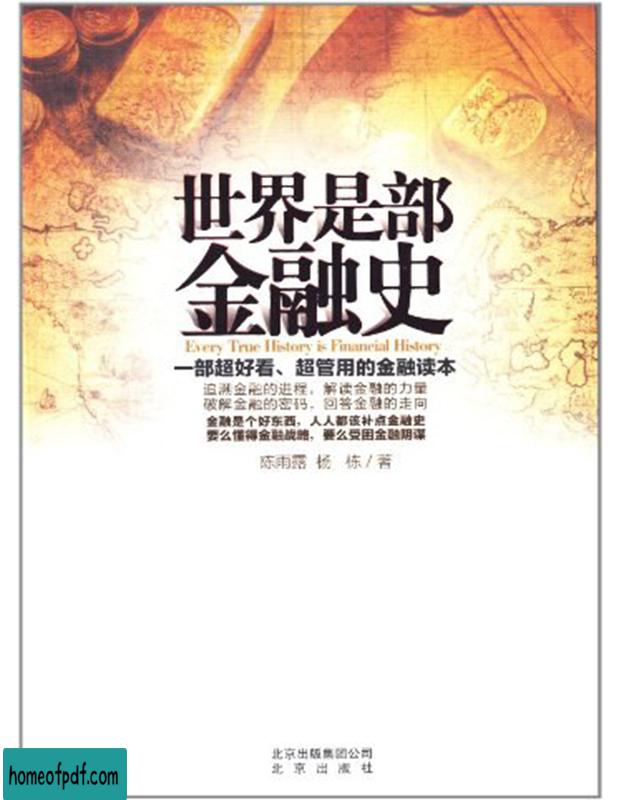 世界是部
金融史
Every True History is Financial History
一部超好看、超管用的金融读本
追溯金融的进程，解读金融的力量
破解金融的密码，回答金融的走向
金融是个好东西，人人都该补点金融史
要么懂得金融战略，要么受困金融阴谋
陈雨露 杨 栋/著
北京出版集团公司
北京出版社
homeofpdf.com